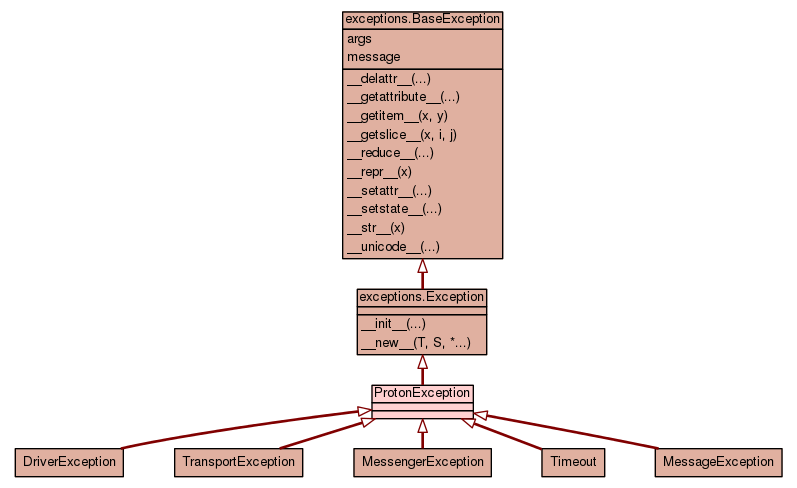 exceptions.BaseException
args
message
__delattr__(...)
__getattribute__(...)
__getitem__(x, y)
__getslice__(x, i, j)
__reduce__(...)
__repr__(x)
__setattr__(...)
__setstate__(...)
__str__(x)
__unicode__(...)
exceptions.Exception
__init__(...)
__new__(T, S, *...)
ProtonException
DriverException
TransportException
MessengerException
Timeout
MessageException